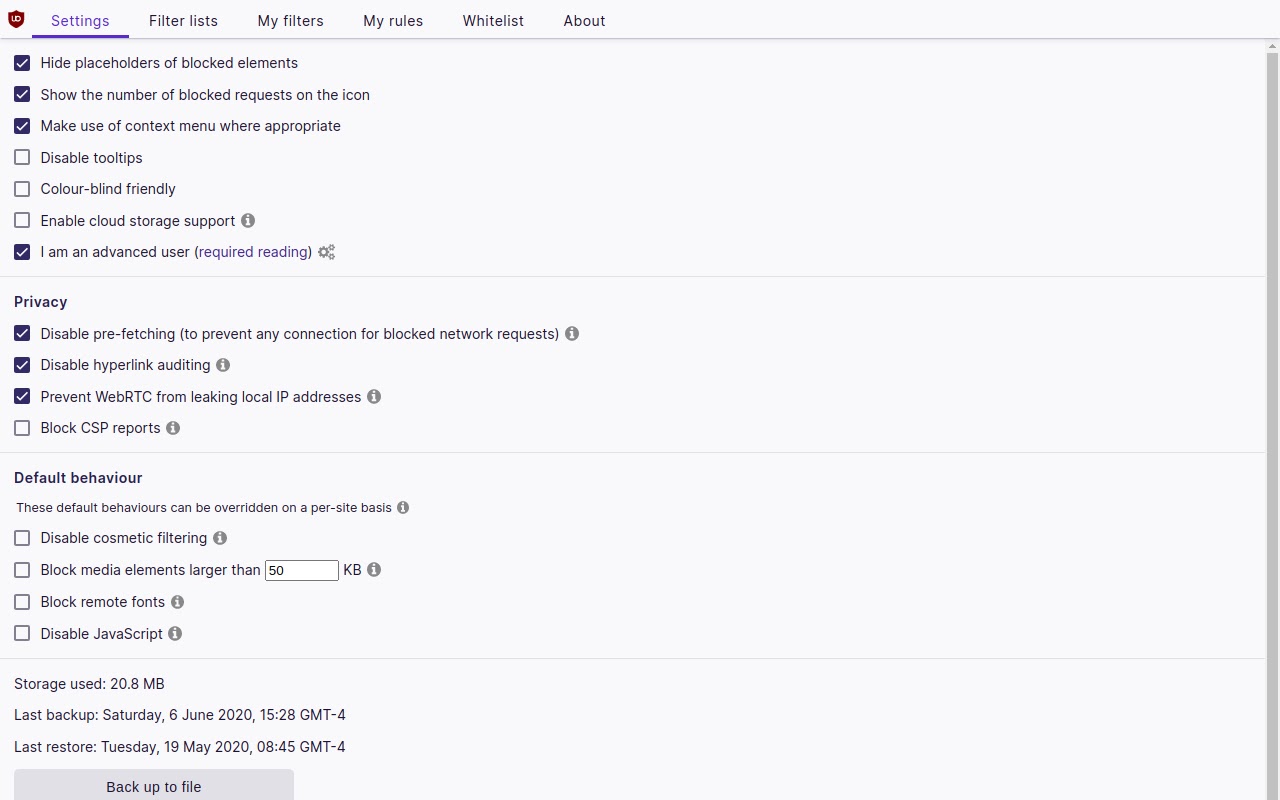 Settings Filter lists My filters My rules Whitelist About
Hide placeholders of blocked elements
Show the number of blocked requests on the icon
Make use of context menu where appropriate
Disable tooltips
Colour-blind friendly
Enable cloud storage support
I am an advanced user (required reading)
Privacy
Disable pre-fetching (to prevent any connection for blocked network requests)
Disable hyperlink auditing
Prevent WebRTC from leaking local IP addresses
Block CSP reports
Default behaviour
These default behaviours can be overridden on a per-site basis
Disable cosmetic filtering
Block media elements larger than 50 KB
Block remote fonts
Disable JavaScript
Storage used: 20.8 MB
Last backup: Saturday, 6 June 2020, 15:28 GMT-4
Last restore: Tuesday, 19 May 2020, 08:45 GMT-4
Back up to file